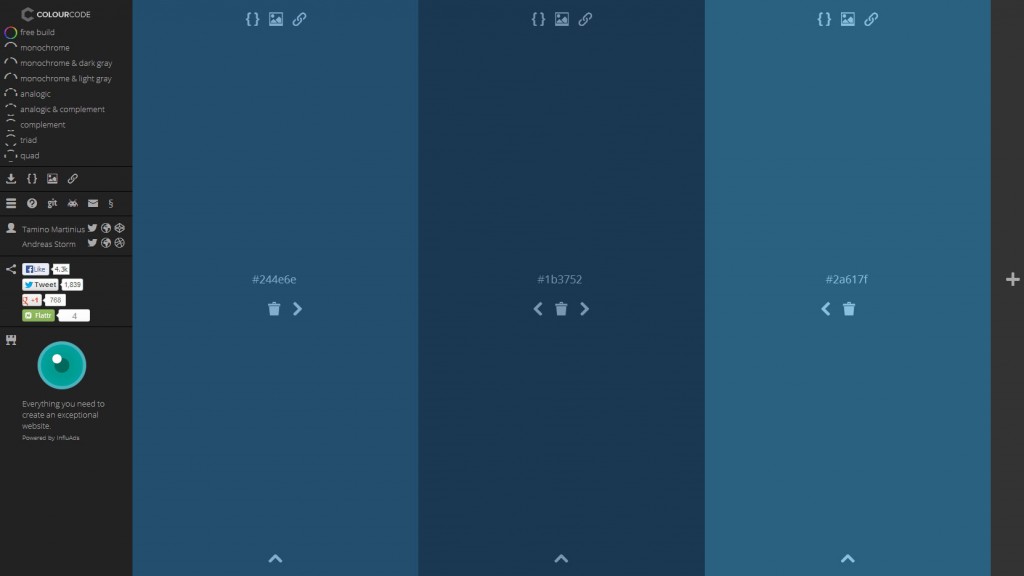 COLOURCODE
free build
monochrome
monochrome & dark gray
monochrome & light gray
analogic
analogic & complement
complement
triad
quad
git
§
Tamino Martinius
Andreas Storm
Like 4.3k
Tweet 1,839
+1 768
Flattr 4
Everything you need to
create an exceptional
website.
Powered by InfluAds
#244e6e
#1b3752
#2a617f